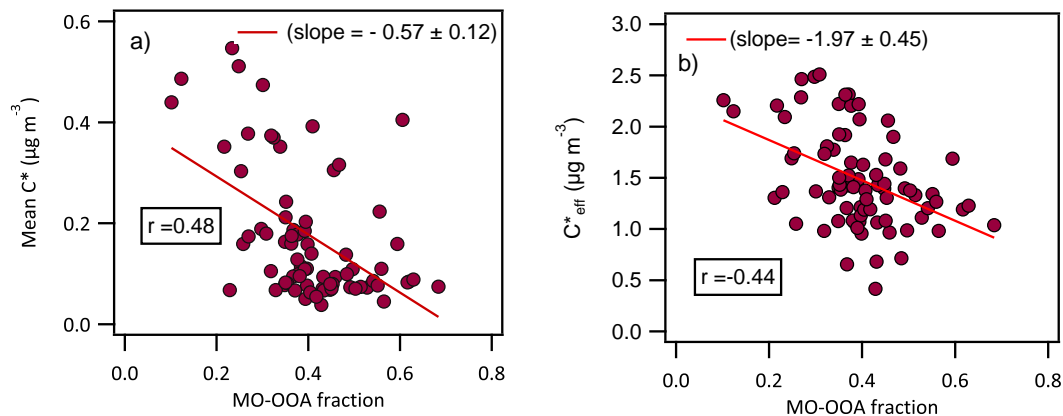 a)
(slope = - 0.57 ± 0.12)
Mean C* (µg m⁻³)
0.6
0.4
0.2
0.0
r =0.48
0.0 0.2 0.4 0.6 0.8
MO-OOA fraction
b)
(slope= -1.97 ± 0.45)
C*eff (µg m⁻³)
3.0
2.5
2.0
1.5
1.0
0.5
0.0
r =-0.44
0.0 0.2 0.4 0.6 0.8
MO-OOA fraction